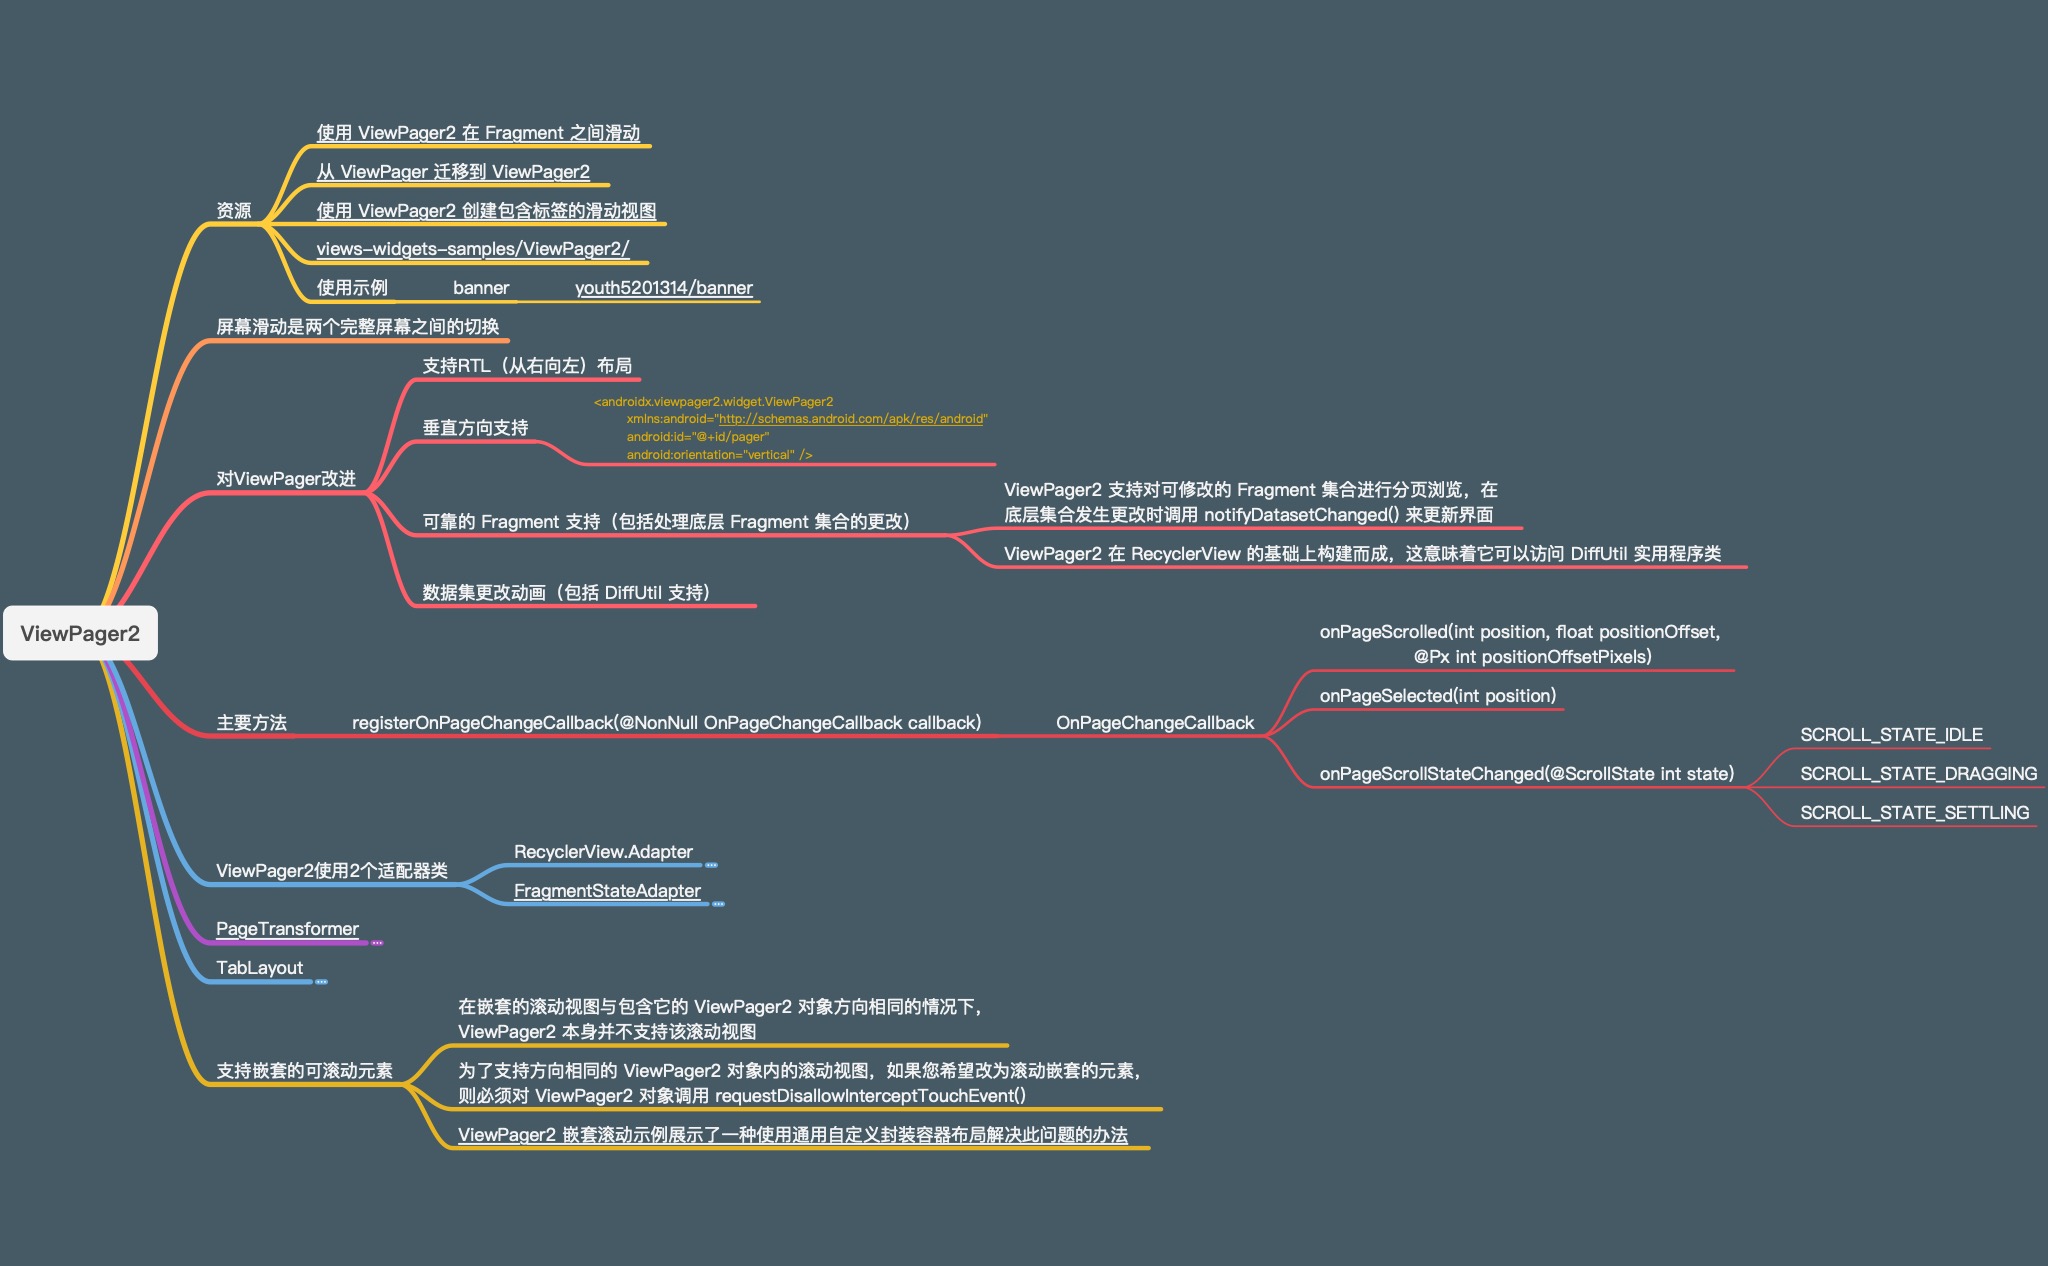 ViewPager2
资源
使用 ViewPager2 在 Fragment 之间滑动
从 ViewPager 迁移到 ViewPager2
使用 ViewPager2 创建包含标签的滑动视图
views-widgets-samples/ViewPager2/
使用示例
banner
youth5201314/banner
屏幕滑动是两个完整屏幕之间的切换
对ViewPager改进
支持RTL（从右向左）布局
垂直方向支持
<androidx.viewpager2.widget.ViewPager2
xmlns:android="http://schemas.android.com/apk/res/android"
android:id="@+id/pager"
android:orientation="vertical" />
可靠的 Fragment 支持（包括处理底层 Fragment 集合的更改）
ViewPager2 支持对可修改的 Fragment 集合进行分页浏览，在
底层集合发生更改时调用 notifyDatasetChanged() 来更新界面
ViewPager2 在 RecyclerView 的基础上构建而成，这意味着它可以访问 DiffUtil 实用程序类
数据集更改动画（包括 DiffUtil 支持）
主要方法
registerOnPageChangeCallback(@NonNull OnPageChangeCallback callback)
OnPageChangeCallback
onPageScrolled(int position, float positionOffset,
@Px int positionOffsetPixels)
onPageSelected(int position)
onPageScrollStateChanged(@ScrollState int state)
SCROLL_STATE_IDLE
SCROLL_STATE_DRAGGING
SCROLL_STATE_SETTLING
ViewPager2使用2个适配器类
RecyclerView.Adapter
FragmentStateAdapter
PageTransformer
TabLayout
支持嵌套的可滚动元素
在嵌套的滚动视图与包含它的 ViewPager2 对象方向相同的情况下，
ViewPager2 本身并不支持该滚动视图
为了支持方向相同的 ViewPager2 对象内的滚动视图，如果您希望改为滚动嵌套的元素，
则必须对 ViewPager2 对象调用 requestDisallowInterceptTouchEvent()
ViewPager2 嵌套滚动示例展示了一种使用通用自定义封装容器布局解决此问题的办法